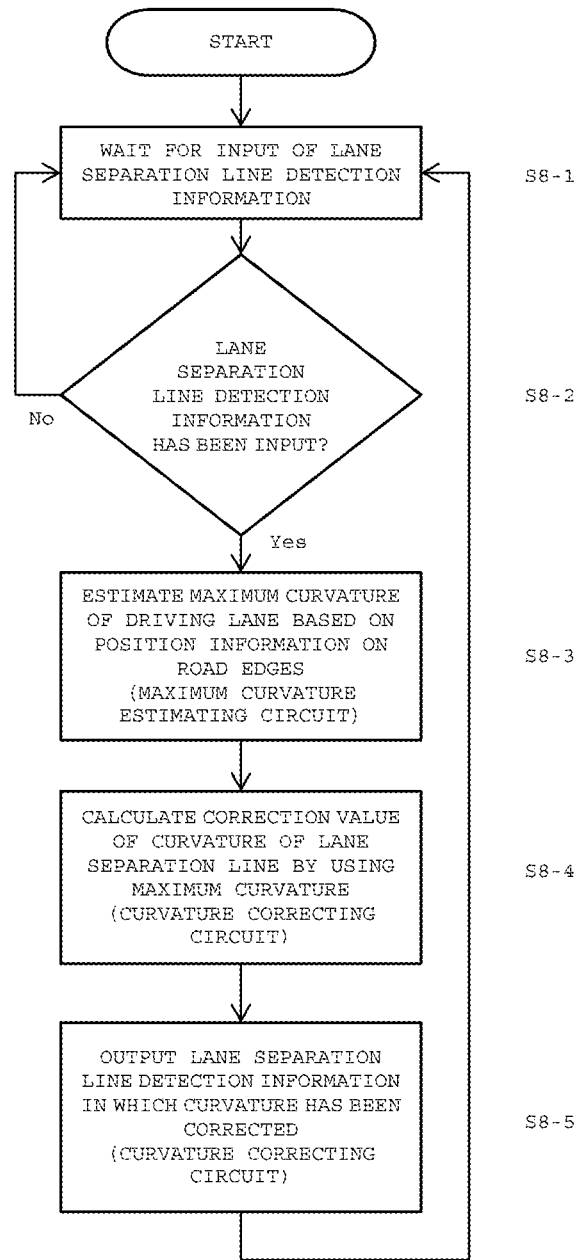 START
WAIT FOR INPUT OF LANE
SEPARATION LINE DETECTION
INFORMATION
S8-1
LANE
SEPARATION
LINE DETECTION
INFORMATION
HAS BEEN INPUT?
S8-2
No
Yes
ESTIMATE MAXIMUM CURVATURE
OF DRIVING LANE BASED ON
POSITION INFORMATION ON
ROAD EDGES
(MAXIMUM CURVATURE
ESTIMATING CIRCUIT)
S8-3
CALCULATE CORRECTION VALUE
OF CURVATURE OF LANE
SEPARATION LINE BY USING
MAXIMUM CURVATURE
(CURVATURE CORRECTING
CIRCUIT)
S8-4
OUTPUT LANE SEPARATION
LINE DETECTION INFORMATION
IN WHICH CURVATURE HAS BEEN
CORRECTED
(CURVATURE CORRECTING
CIRCUIT)
S8-5